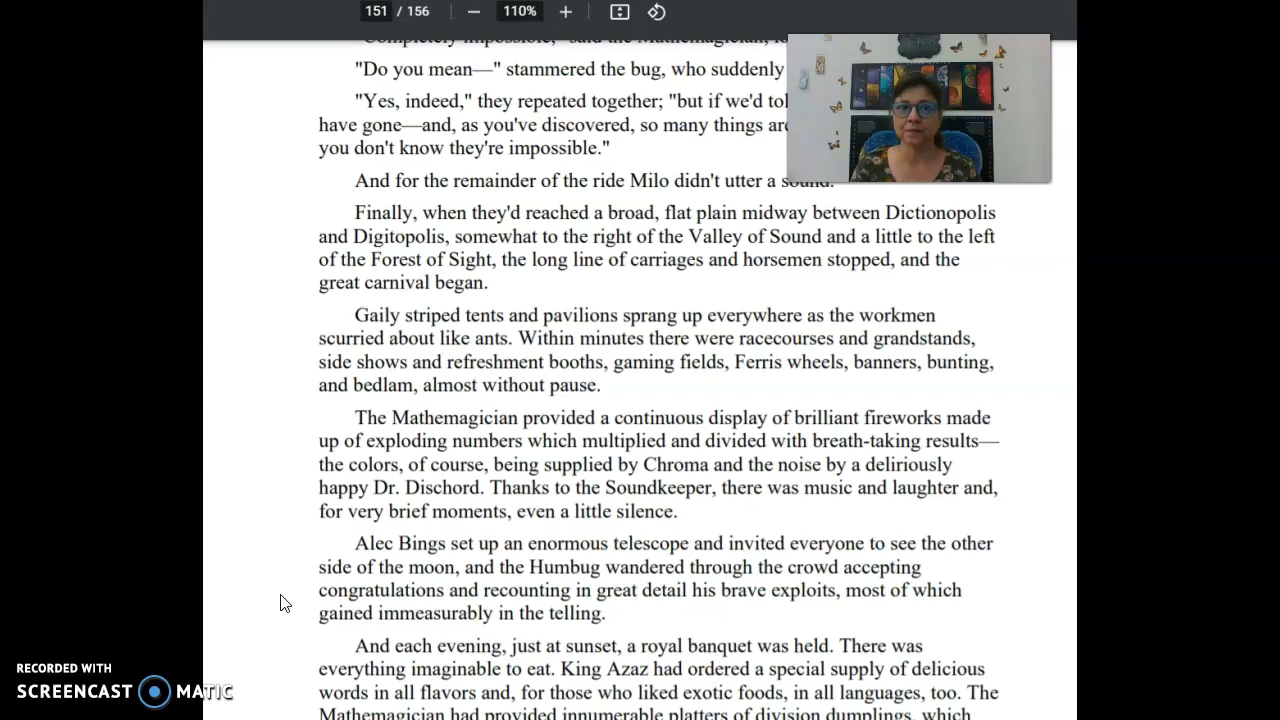 151 / 156
110%
"Completely impossible," said the Mathemagician,
"Do you mean—" stammered the bug, who suddenly
"Yes, indeed," they repeated together; "but if we'd
have gone—and, as you've discovered, so many things
you don't know they're impossible."
And for the remainder of the ride Milo didn't utter a sound.
Finally, when they'd reached a broad, flat plain midway between Dictionopolis
and Digitopolis, somewhat to the right of the Valley of Sound and a little to the left
of the Forest of Sight, the long line of carriages and horsemen stopped, and the
great carnival began.
Gaily striped tents and pavilions sprang up everywhere as the workmen
scurried about like ants. Within minutes there were racecourses and grandstands,
side shows and refreshment booths, gaming fields, Ferris wheels, banners, bunting,
and bedlam, almost without pause.
The Mathemagician provided a continuous display of brilliant fireworks made
up of exploding numbers which multiplied and divided with breath-taking results—
the colors, of course, being supplied by Chroma and the noise by a deliriously
happy Dr. Dischord. Thanks to the Soundkeeper, there was music and laughter and,
for very brief moments, even a little silence.
Alec Bings set up an enormous telescope and invited everyone to see the other
side of the moon, and the Humbug wandered through the crowd accepting
congratulations and recounting in great detail his brave exploits, most of which
gained immeasurably in the telling.
And each evening, just at sunset, a royal banquet was held. There was
everything imaginable to eat. King Azaz had ordered a special supply of delicious
words in all flavors and, for those who liked exotic foods, in all languages, too. The
Mathemagician had provided innumerable platters of division dumplings, which
RECORDED WITH
SCREENCAST MATIC